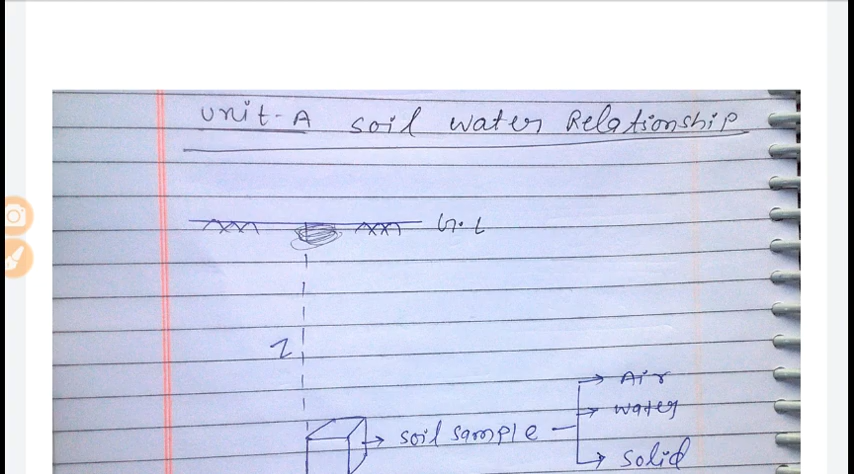 Unit-A Soil Water Relationship
G.L
Z
Air
water
soil sample
Solid